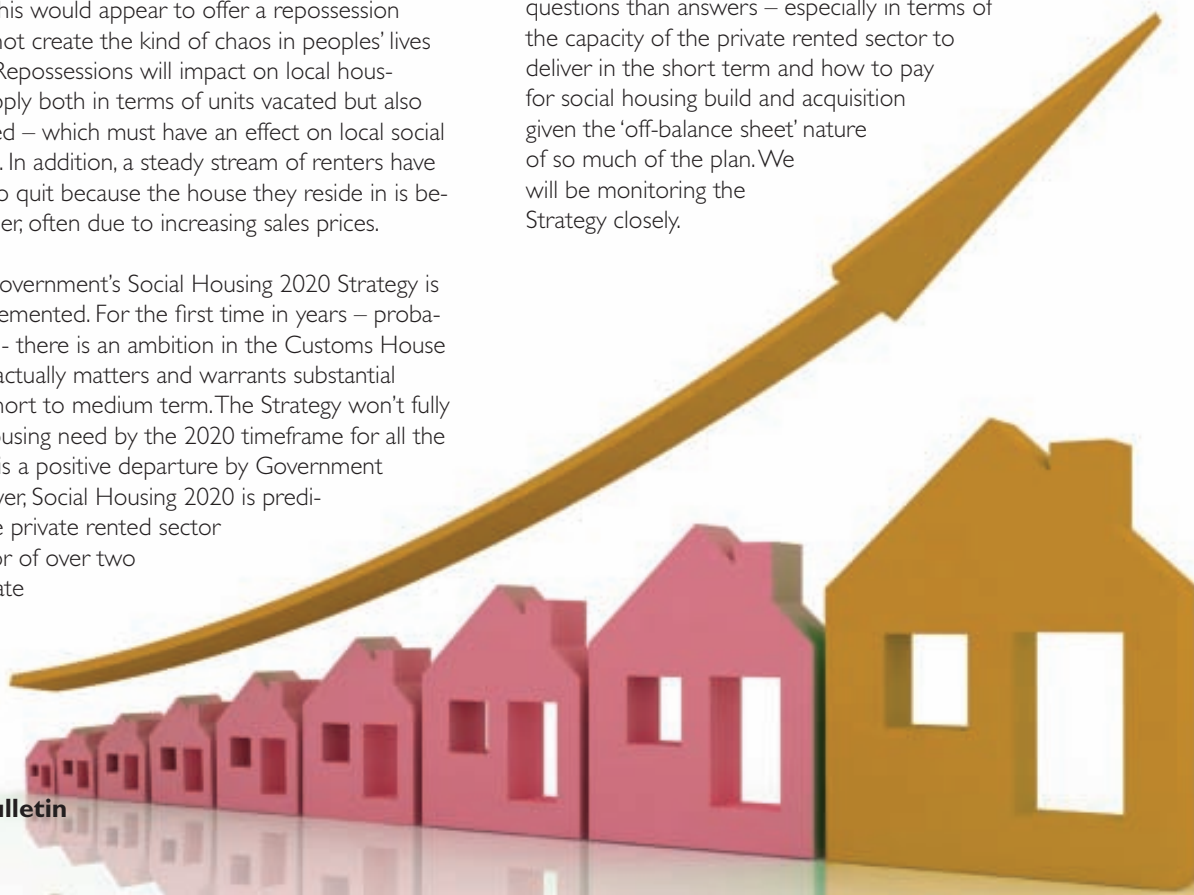 his would appear to offer a repossession
not create the kind of chaos in peoples' lives
Repossessions will impact on local hous-
pply both in terms of units vacated but also
ed – which must have an effect on local social
. In addition, a steady stream of renters have
o quit because the house they reside in is be-
er, often due to increasing sales prices.
overnment's Social Housing 2020 Strategy is
emented. For the first time in years – proba-
- there is an ambition in the Customs House
actually matters and warrants substantial
hort to medium term. The Strategy won't fully
ousing need by the 2020 timeframe for all the
is a positive departure by Government
ver, Social Housing 2020 is predi-
e private rented sector
or of over two
ate
questions than answers – especially in terms of
the capacity of the private rented sector to
deliver in the short term and how to pay
for social housing build and acquisition
given the 'off-balance sheet' nature
of so much of the plan. We
will be monitoring the
Strategy closely.
ulletin